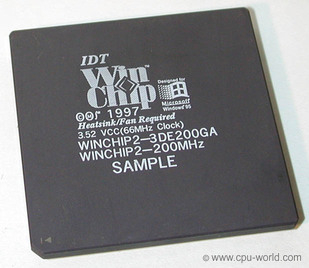 IDT
WinChip™
Designed for
Microsoft
Windows 95
©Ⓜ 1997
Heatsink/Fan Required
3.52 VCC(66MHz Clock)
WINCHIP2-3DE200GA
WINCHIP2-200MHz
SAMPLE
© www.cpu-world.com